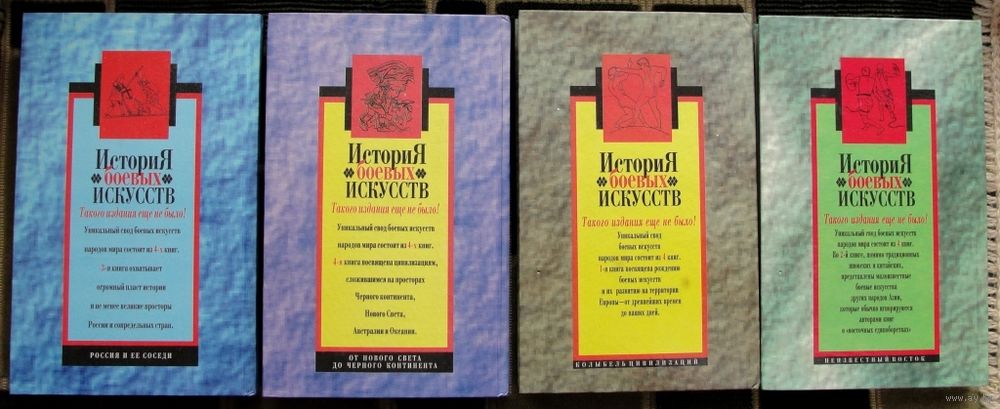 ИсториЯ
боевых
ИСКУССТВ
Такого издания еще не было!
Уникальный свод боевых искусств
народов мира состоит из 4-х книг.
3-я книга охватывает
огромный пласт истории
и не менее великие просторы
России и сопредельных стран.
РОССИЯ И ЕЕ СОСЕДИ
ИсториЯ
боевых
ИСКУССТВ
Такого издания еще не было!
Уникальный свод боевых искусств
народов мира состоит из 4-х книг.
4-я книга посвящена цивилизациям,
сложившимся на просторах
Черного континента,
Нового Света,
Австралии и Океании.
ОТ НОВОГО СВЕТА
ДО ЧЕРНОГО КОНТИНЕНТА
ИсториЯ
боевых
ИСКУССТВ
Такого издания еще не было!
Уникальный свод
боевых искусств
народов мира состоит из 4 книг.
1-я книга посвящена рождению
боевых искусств
и их развитию на территории
Европы—от древнейших времен
до наших дней.
КОЛЫБЕЛЬ ЦИВИЛИЗАЦИЙ
ИсториЯ
боевых
ИСКУССТВ
Такого издания еще не было!
Уникальный свод боевых искусств
народов мира состоит из 4 книг.
Во 2-й книге, помимо традиционных
японских и китайских,
представлены малоизвестные
боевые искусства
других народов Азии,
которые обычно игнорируются
авторами книг
о «восточных единоборствах»
НЕИЗВЕСТНЫЙ ВОСТОК